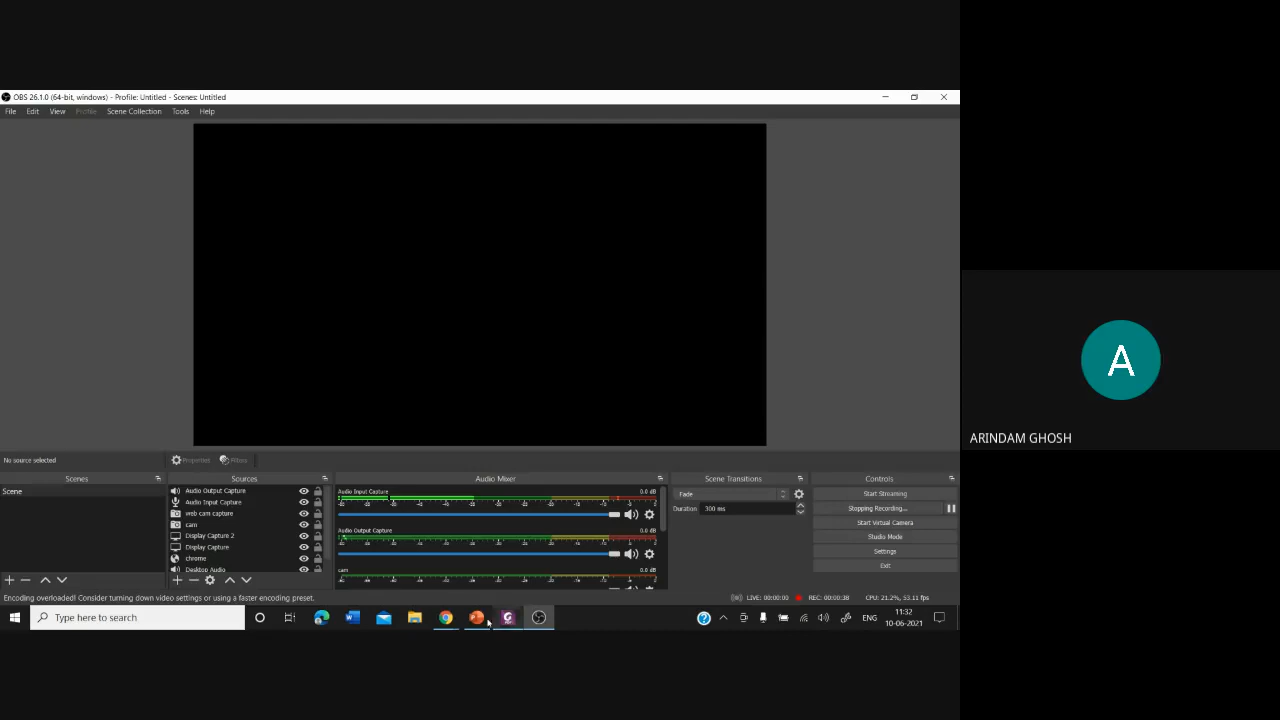 OBS 26.1.0 (64-bit, windows) - Profile: Untitled - Scenes: Untitled
File Edit View Profile Scene Collection Tools Help
No source selected Properties Filters
Scenes Sources Audio Mixer Scene Transitions Controls
Scene
Audio Output Capture
Audio Input Capture
web cam capture
cam
Display Capture 2
Display Capture
chrome
Desktop Audio
Audio Input Capture 0.0 dB
Audio Output Capture 0.0 dB
cam 0.0 dB
Fade
Duration 300 ms
Start Streaming
Stopping Recording...
Start Virtual Camera
Studio Mode
Settings
Exit
Encoding overloaded! Consider turning down video settings or using a faster encoding preset. LIVE: 00:00:00 REC: 00:00:38 CPU: 21.2%, 53.11 fps
Type here to search ENG 11:32
10-06-2021
A
ARINDAM GHOSH